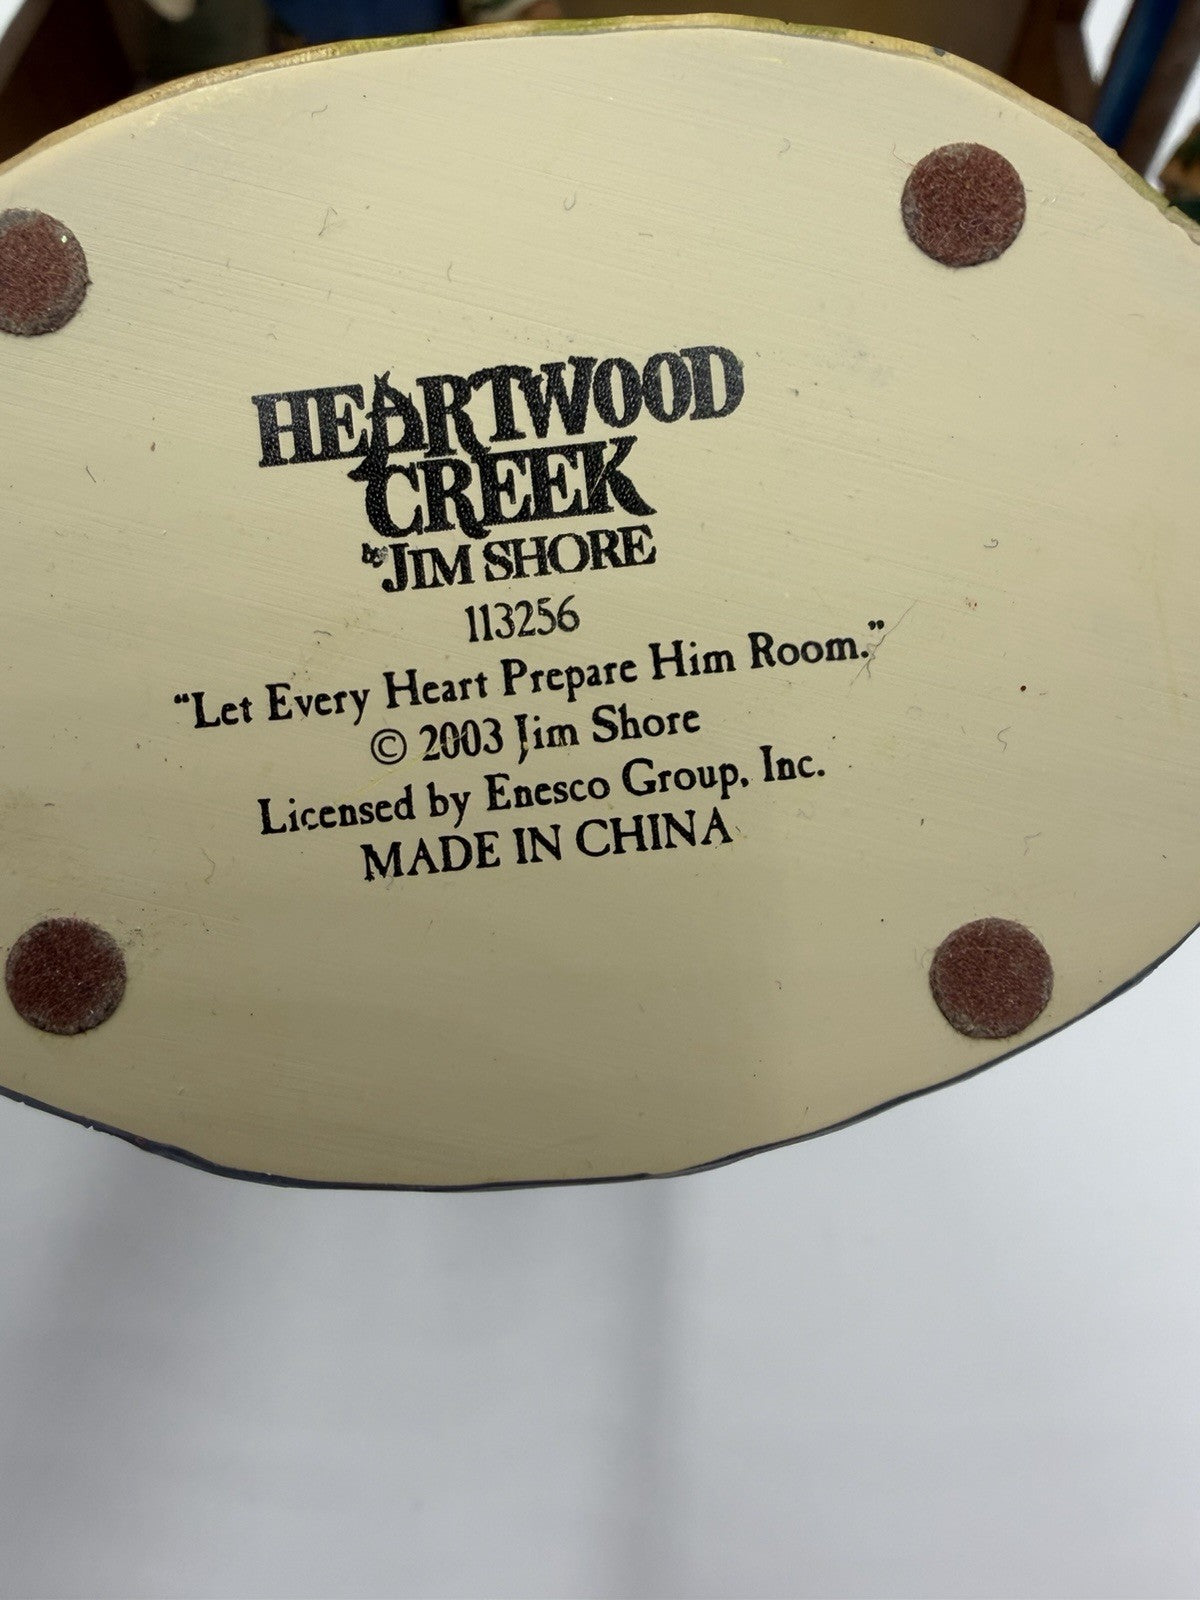 HEARTWOOD
CREEK
by JIM SHORE
113256
"Let Every Heart Prepare Him Room."
© 2003 Jim Shore
Licensed by Enesco Group, Inc.
MADE IN CHINA